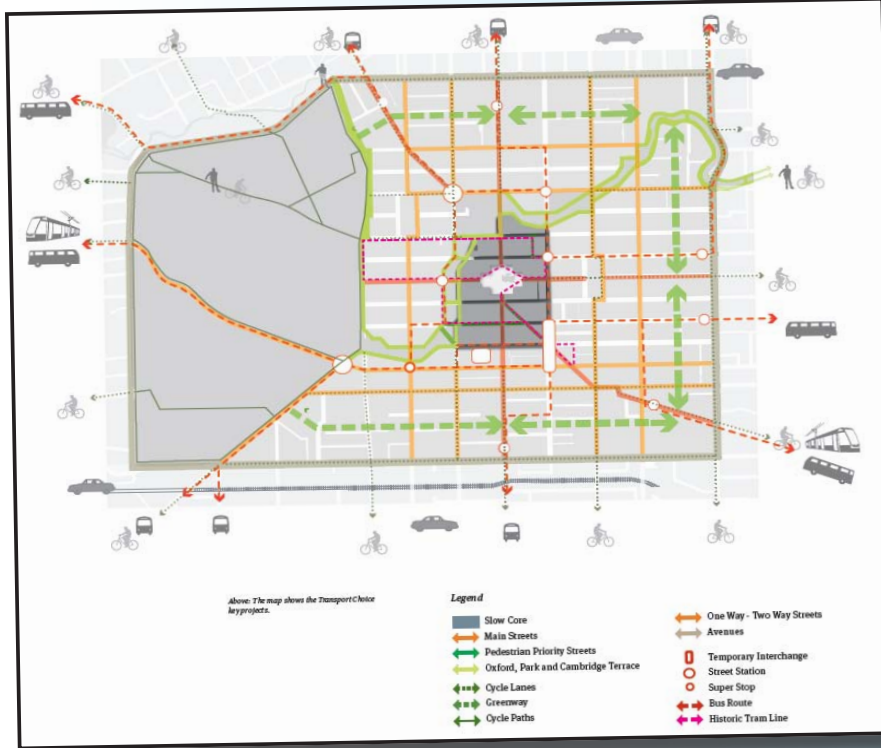 Above: The map shows the Transport Choice
key projects.
Legend
Slow Core
Main Streets
Pedestrian Priority Streets
Oxford, Park and Cambridge Terrace
Cycle Lanes
Greenway
Cycle Paths
One Way - Two Way Streets
Avenues
Temporary Interchange
Street Station
Super Stop
Bus Route
Historic Tram Line